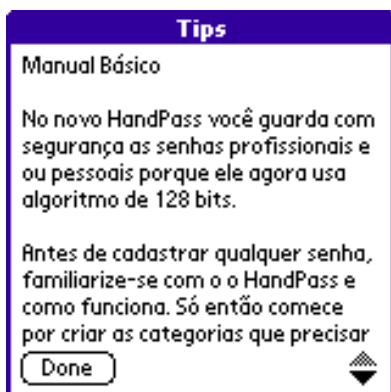 Tips
Manual Básico
No novo HandPass você guarda com
segurança as senhas profissionais e
ou pessoais porque ele agora usa
algoritmo de 128 bits.
Antes de cadastrar qualquer senha,
familiarize-se com o o HandPass e
como funciona. Só então comece
por criar as categorias que precisar
Done